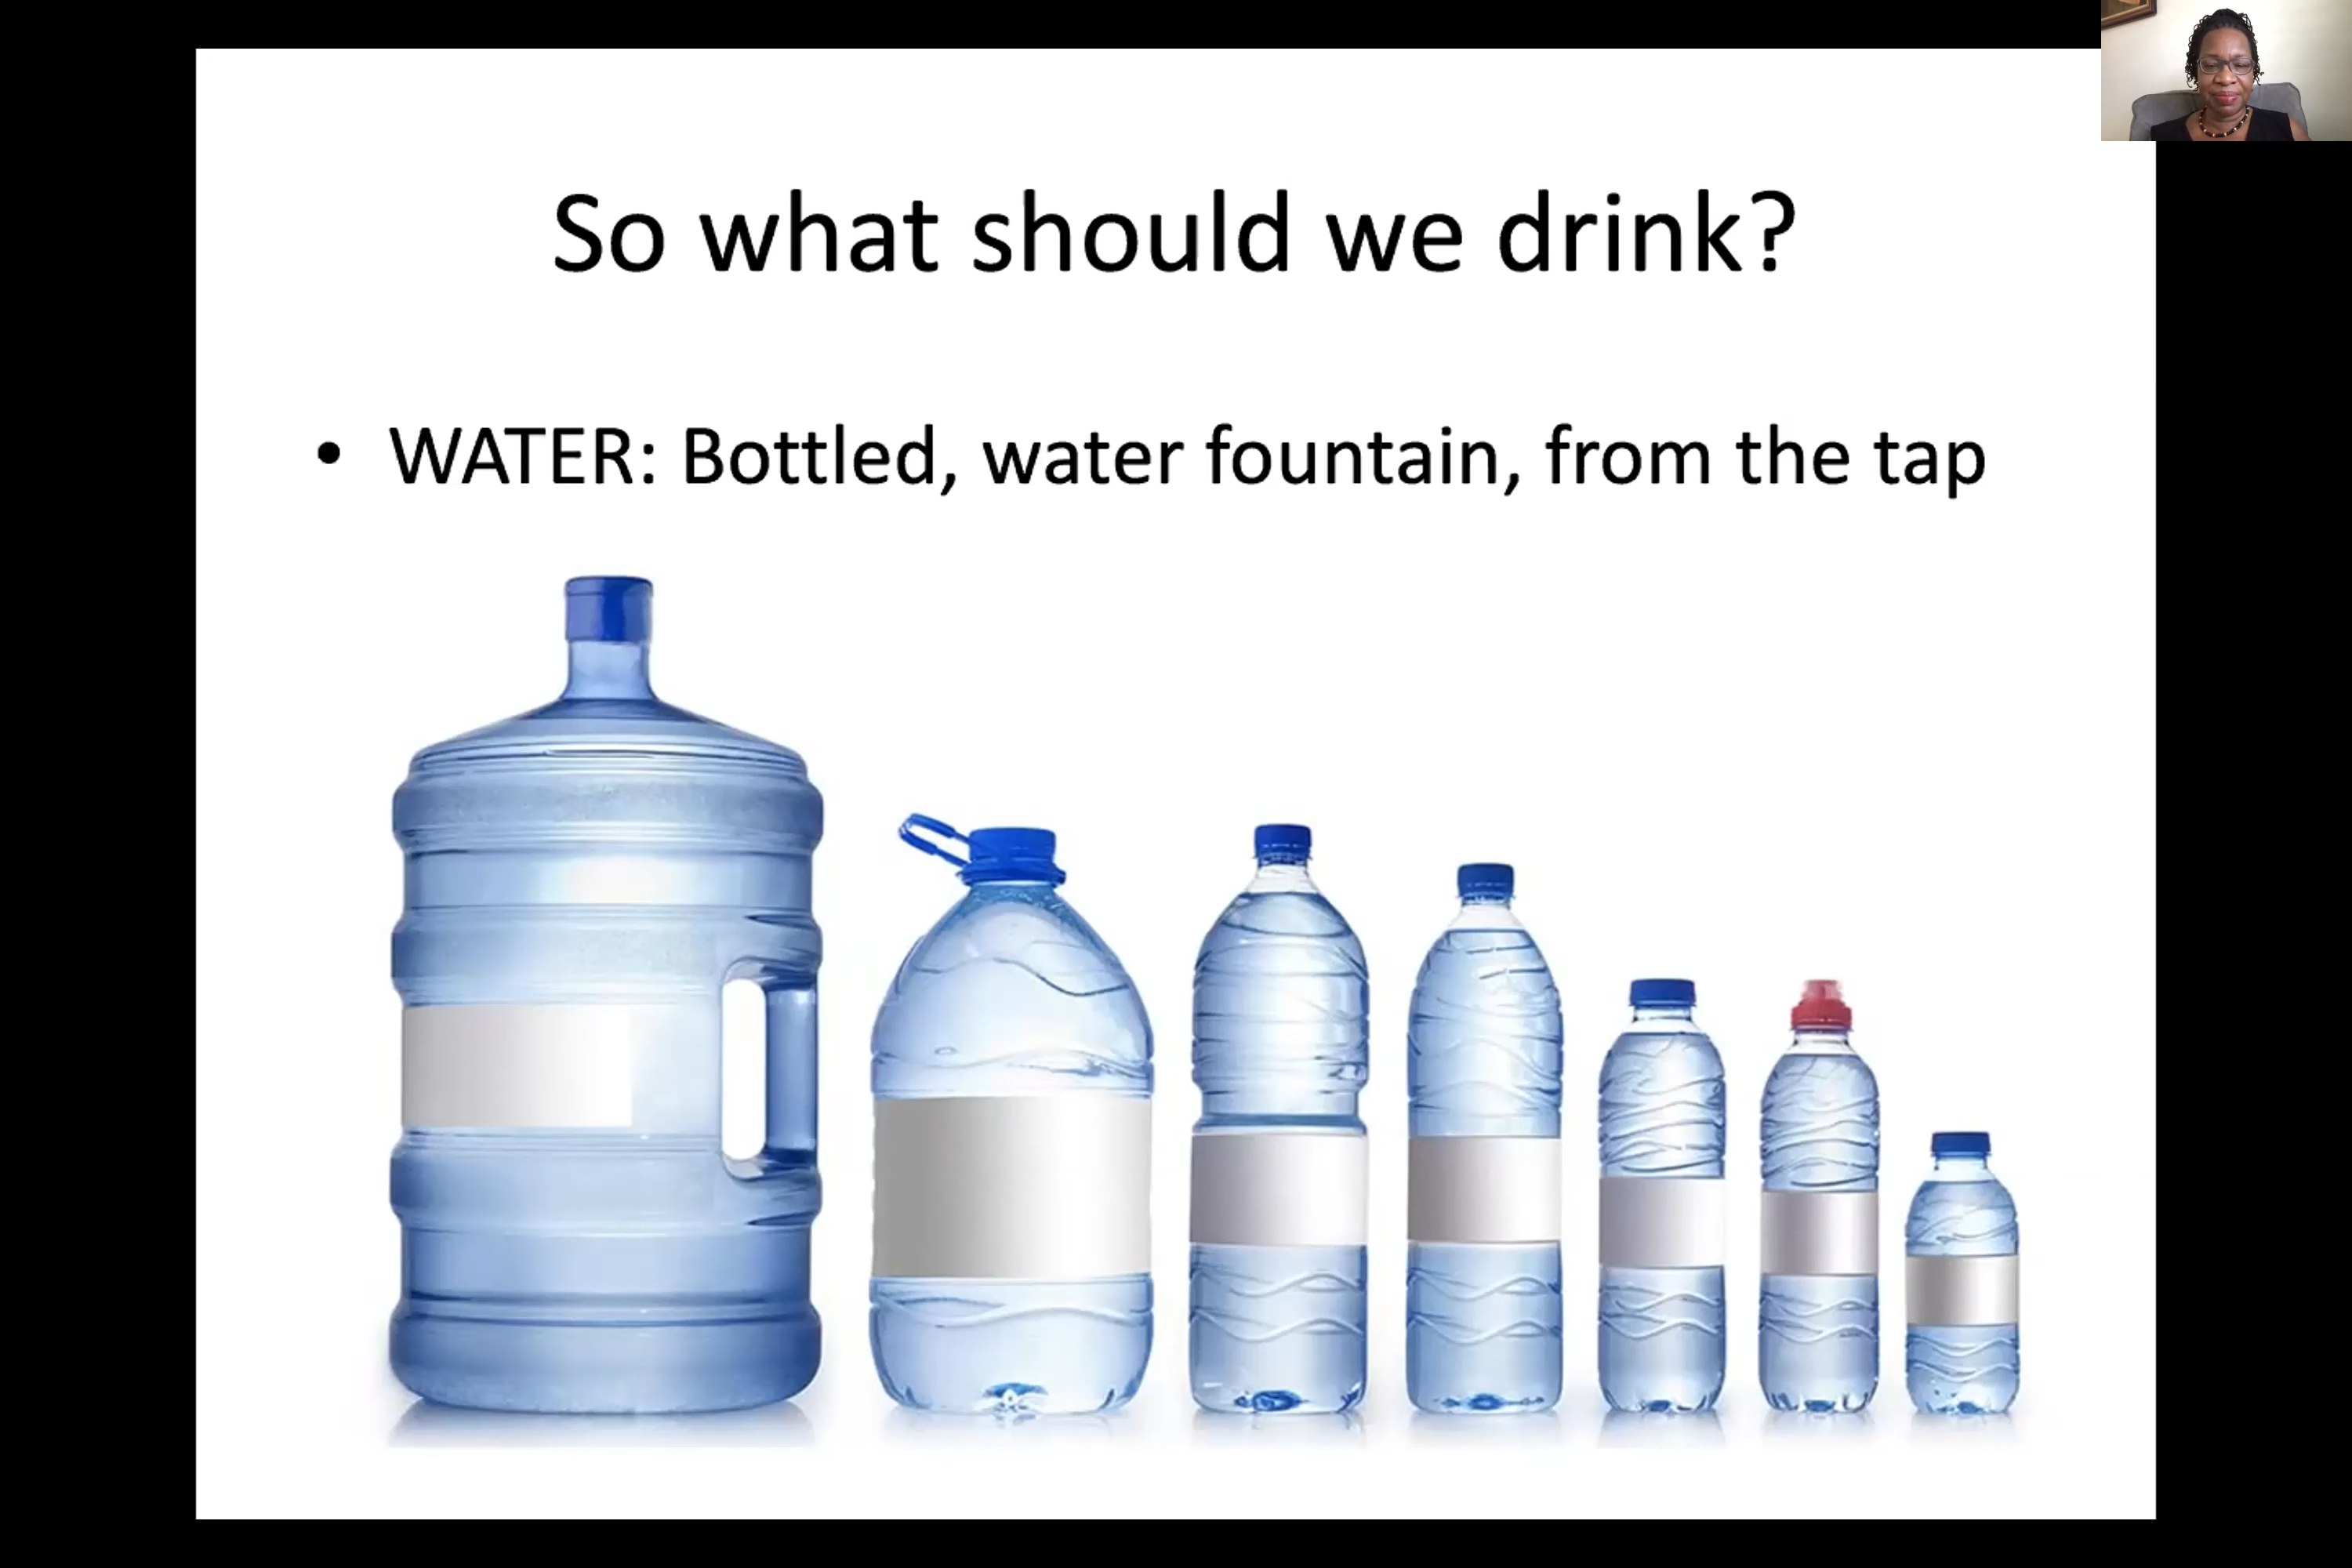 So what should we drink?
• WATER: Bottled, water fountain, from the tap